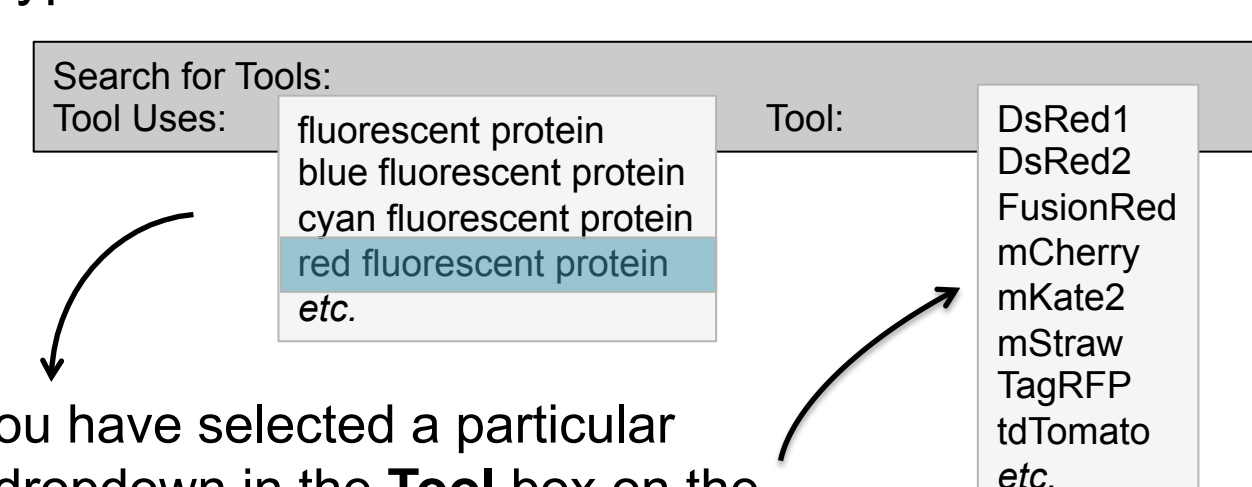 Search for Tools:
Tool Uses:
fluorescent protein
blue fluorescent protein
cyan fluorescent protein
red fluorescent protein
etc.
Tool:
DsRed1
DsRed2
FusionRed
mCherry
mKate2
mStraw
TagRFP
tdTomato
etc.
ou have selected a particular
dropdown in the Tool box on the